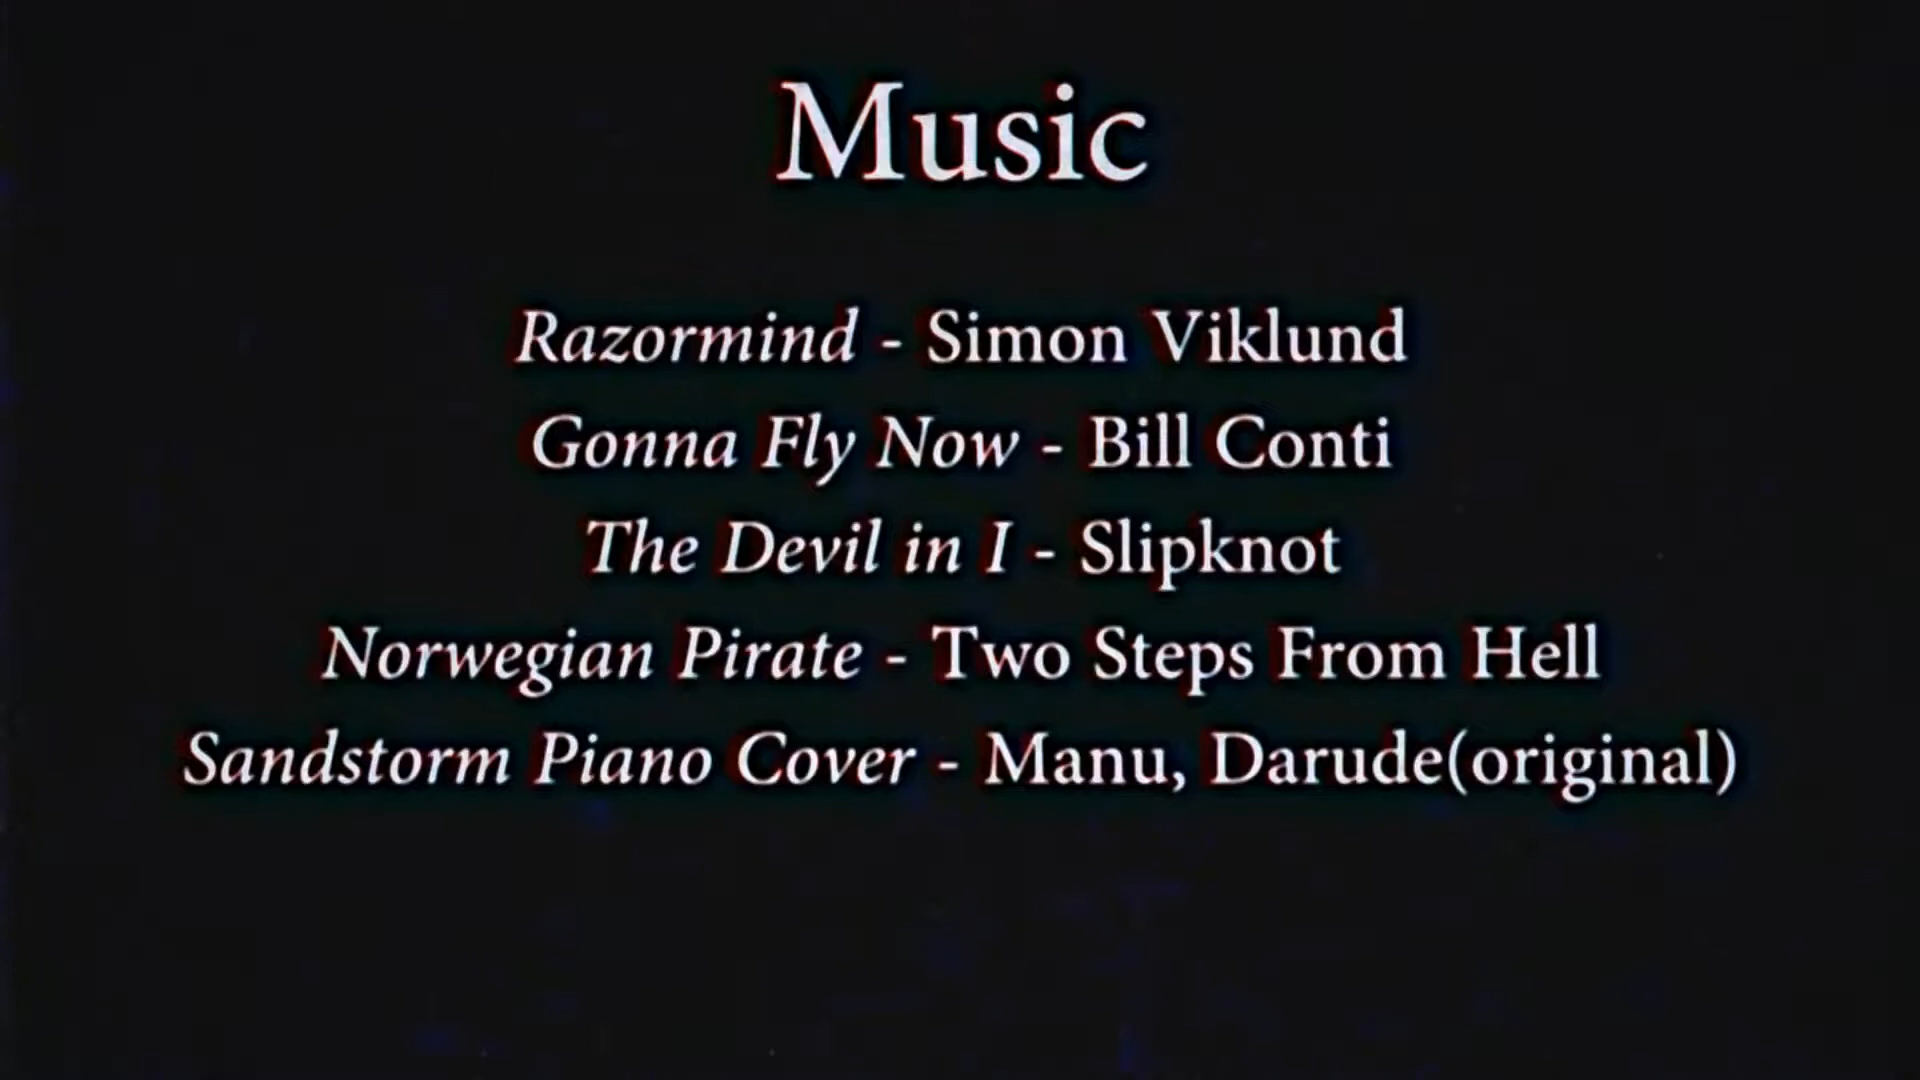 Music
Razormind - Simon Viklund
Gonna Fly Now - Bill Conti
The Devil in I - Slipknot
Norwegian Pirate - Two Steps From Hell
Sandstorm Piano Cover - Manu, Darude(original)